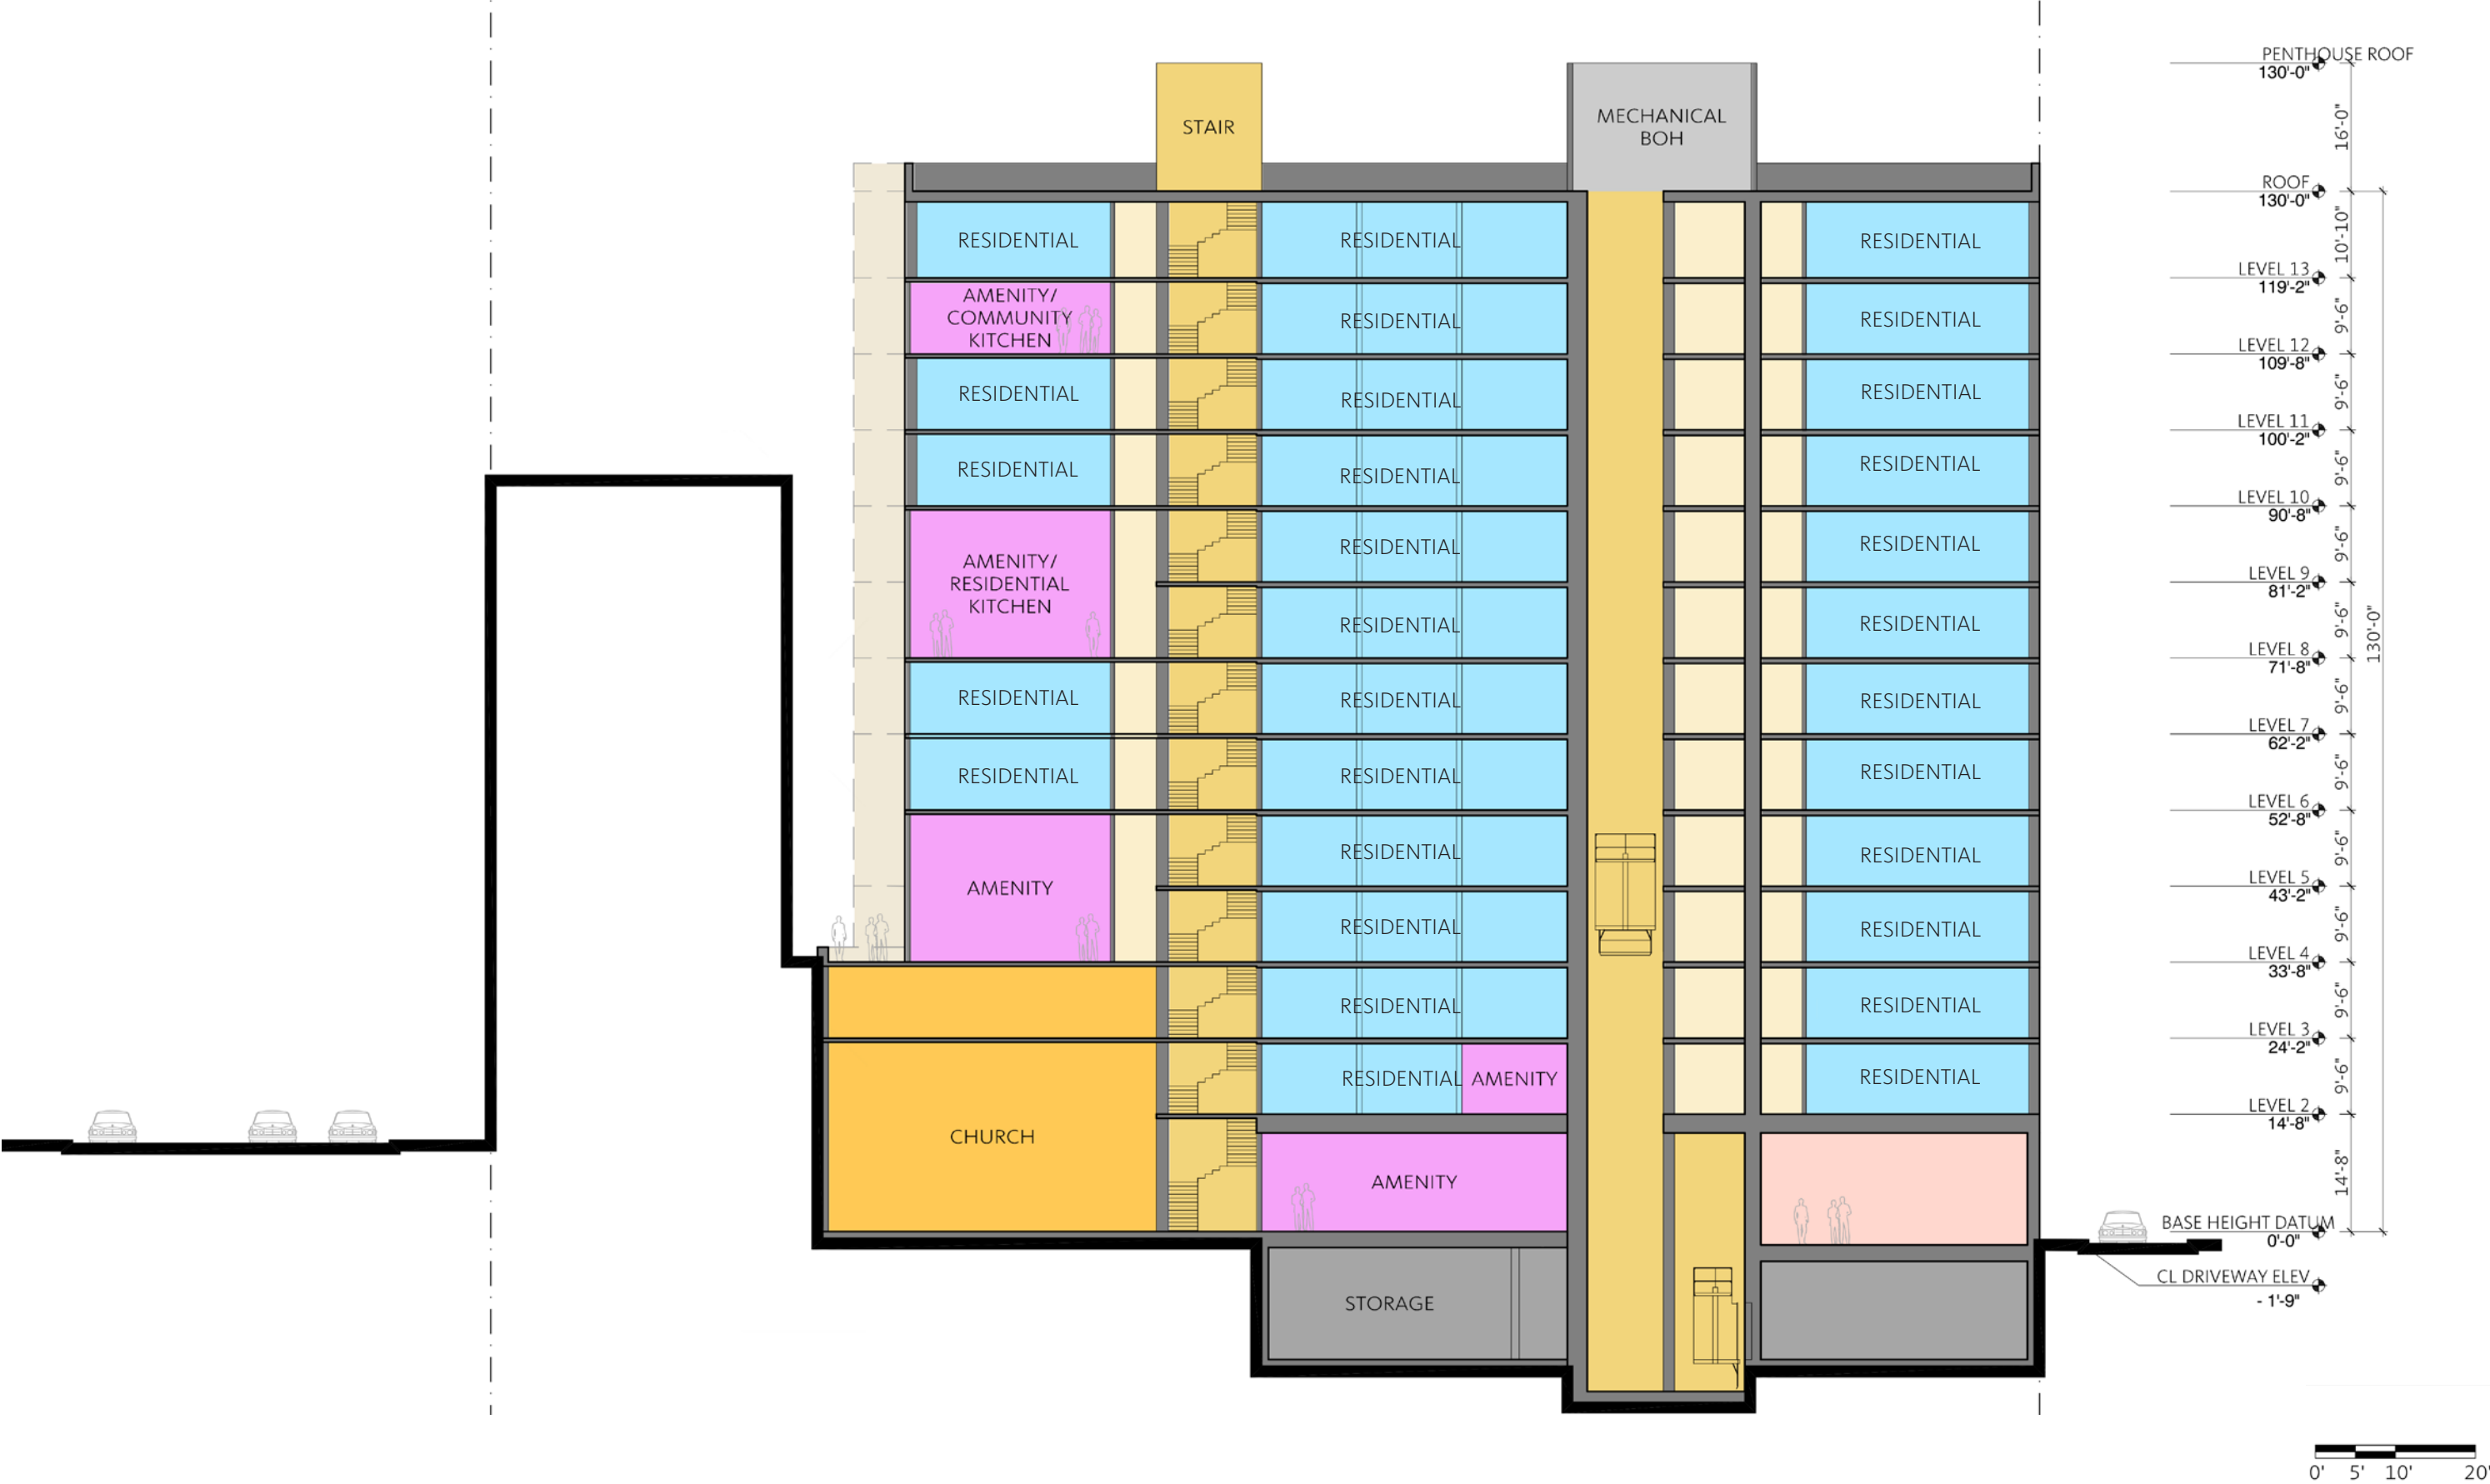 PENTHOUSE ROOF
130'-0"
16'-0"
STAIR
MECHANICAL
BOH
ROOF
130'-0"
10'-10"
RESIDENTIAL
RESIDENTIAL
RESIDENTIAL
LEVEL 13
119'-2"
9'-6"
AMENITY/
COMMUNITY
KITCHEN
RESIDENTIAL
RESIDENTIAL
LEVEL 12
109'-8"
9'-6"
RESIDENTIAL
RESIDENTIAL
RESIDENTIAL
LEVEL 11
100'-2"
9'-6"
RESIDENTIAL
RESIDENTIAL
RESIDENTIAL
LEVEL 10
90'-8"
9'-6"
AMENITY/
RESIDENTIAL
KITCHEN
RESIDENTIAL
RESIDENTIAL
LEVEL 9
81'-2"
9'-6"
RESIDENTIAL
RESIDENTIAL
130'-0"
LEVEL 8
71'-8"
9'-6"
RESIDENTIAL
RESIDENTIAL
RESIDENTIAL
LEVEL 7
62'-2"
9'-6"
RESIDENTIAL
RESIDENTIAL
RESIDENTIAL
LEVEL 6
52'-8"
9'-6"
RESIDENTIAL
RESIDENTIAL
AMENITY
LEVEL 5
43'-2"
9'-6"
RESIDENTIAL
RESIDENTIAL
LEVEL 4
33'-8"
9'-6"
RESIDENTIAL
RESIDENTIAL
LEVEL 3
24'-2"
9'-6"
RESIDENTIAL
AMENITY
RESIDENTIAL
LEVEL 2
14'-8"
14'-8"
CHURCH
AMENITY
BASE HEIGHT DATUM
0'-0"
CL DRIVEWAY ELEV
- 1'-9"
STORAGE
0' 5' 10' 20'